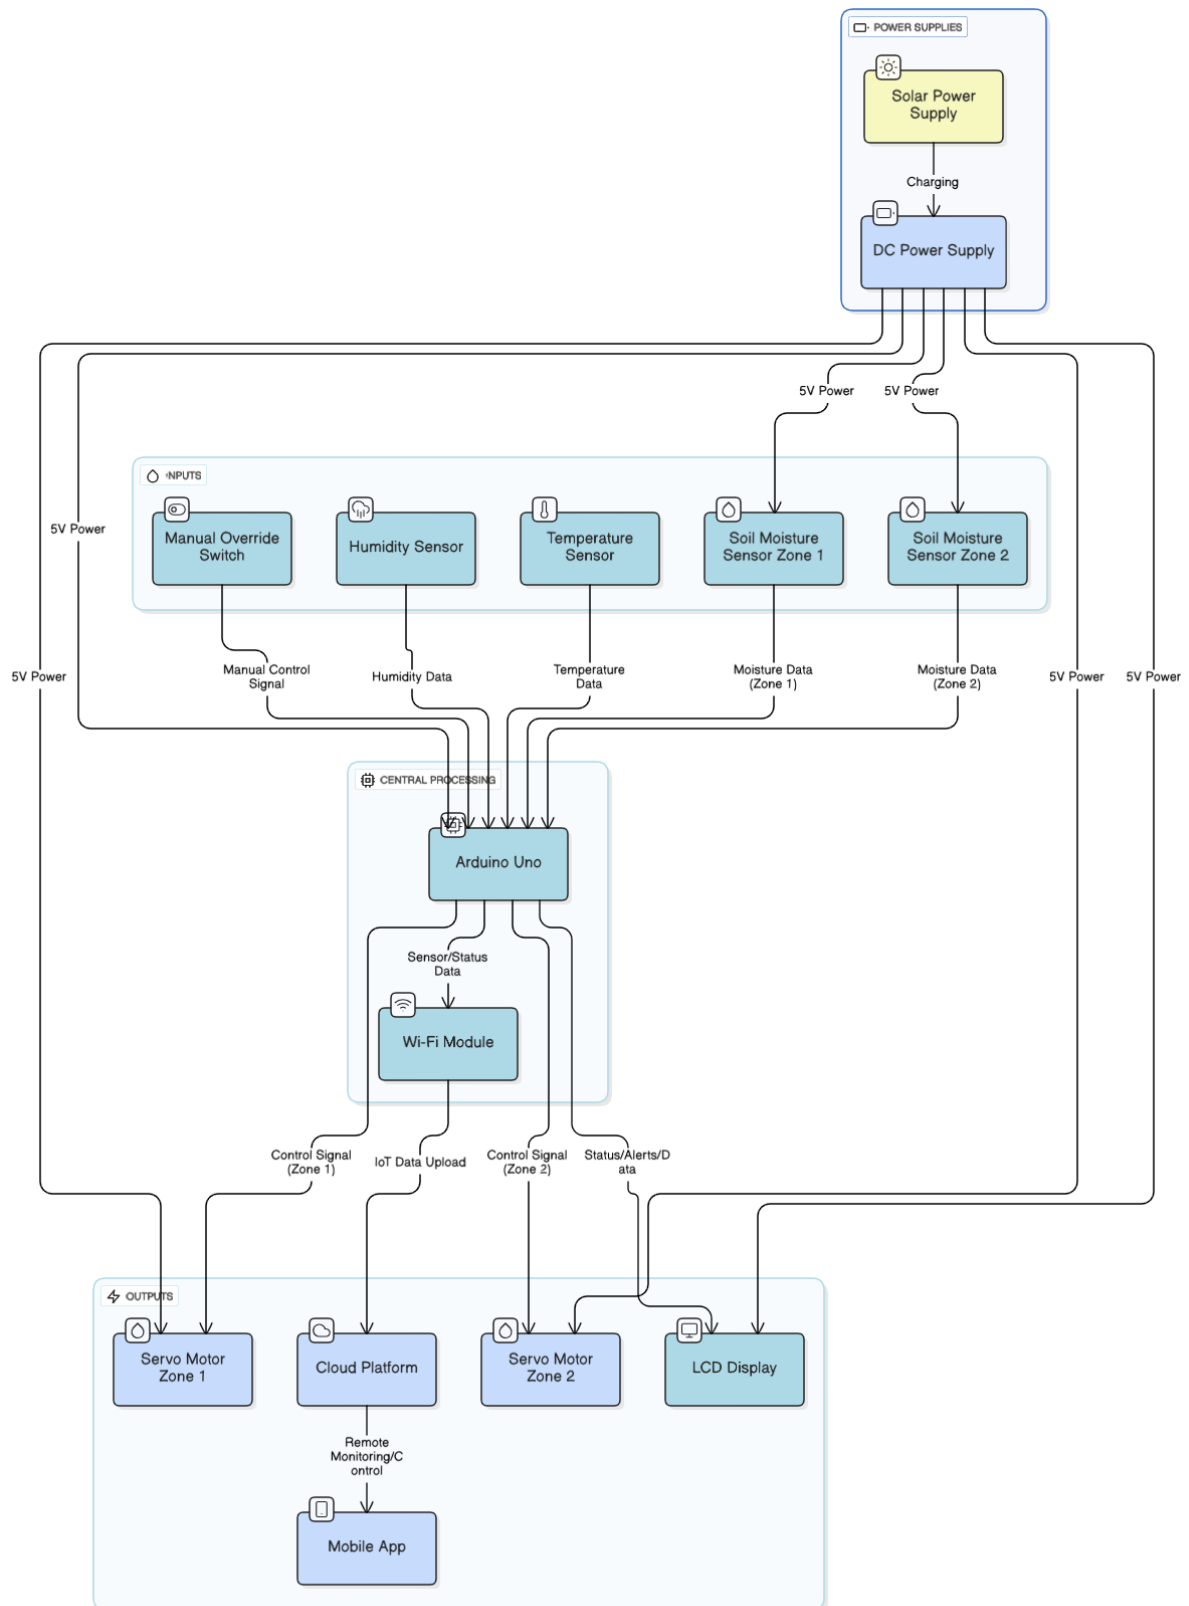 POWER SUPPLIES
Solar Power
Supply
Charging
DC Power Supply
5V Power
5V Power
INPUTS
5V Power
Manual Override
Switch
Humidity Sensor
Temperature
Sensor
Soil Moisture
Sensor Zone 1
Soil Moisture
Sensor Zone 2
5V Power
Manual Control
Signal
Humidity Data
Temperature
Data
Moisture Data
(Zone 1)
Moisture Data
(Zone 2)
5V Power
5V Power
CENTRAL PROCESSING
Arduino Uno
Sensor/Status
Data
Wi-Fi Module
Control Signal
(Zone 1)
IoT Data Upload
Control Signal
(Zone 2)
Status/Alerts/D
ata
OUTPUTS
Servo Motor
Zone 1
Cloud Platform
Servo Motor
Zone 2
LCD Display
Remote
Monitoring/C
ontrol
Mobile App